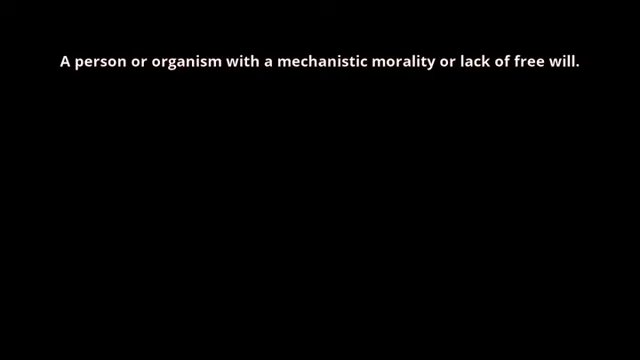 A person or organism with a mechanistic morality or lack of free will.